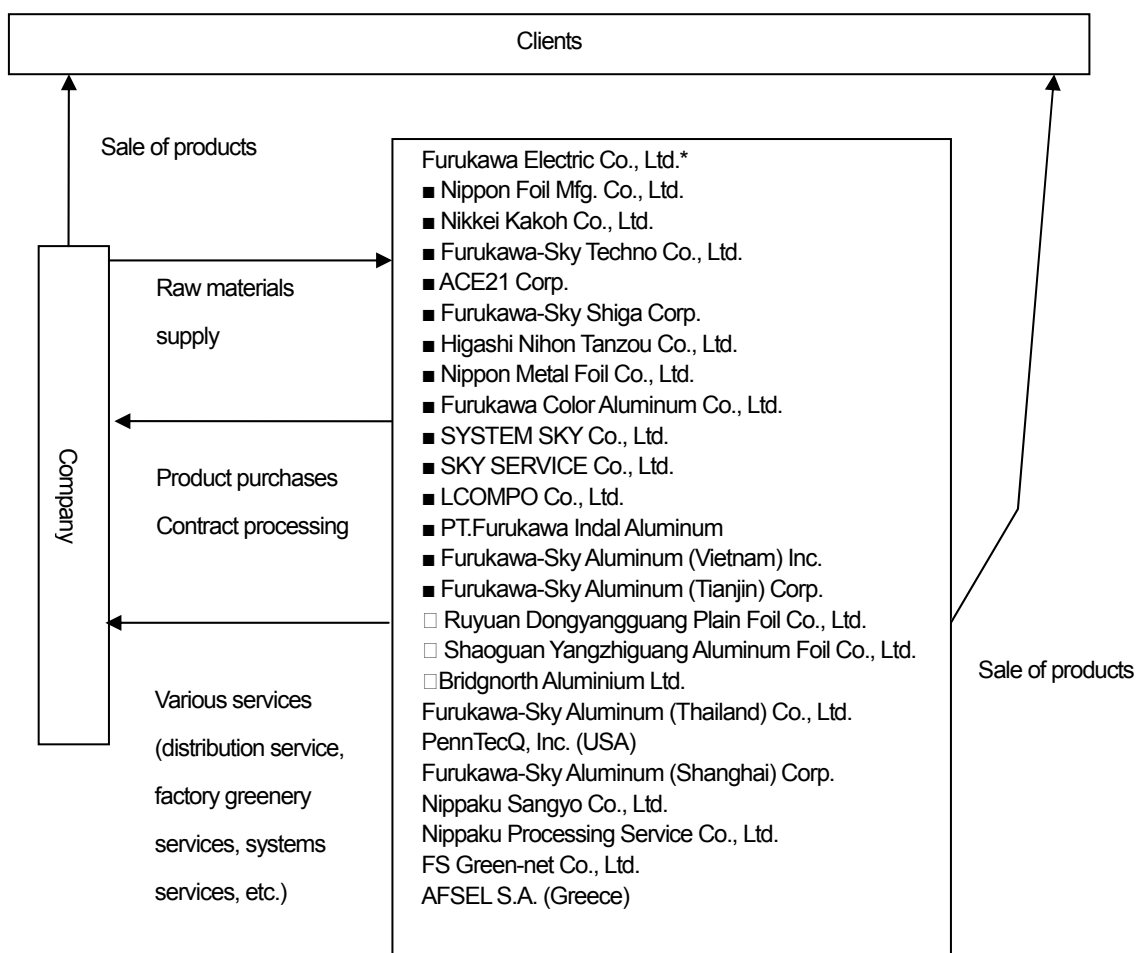 Clients
Sale of products
Furukawa Electric Co., Ltd.*
■ Nippon Foil Mfg. Co., Ltd.
■ Nikkei Kakoh Co., Ltd.
■ Furukawa-Sky Techno Co., Ltd.
■ ACE21 Corp.
■ Furukawa-Sky Shiga Corp.
■ Higashi Nihon Tanzou Co., Ltd.
■ Nippon Metal Foil Co., Ltd.
■ Furukawa Color Aluminum Co., Ltd.
■ SYSTEM SKY Co., Ltd.
■ SKY SERVICE Co., Ltd.
■ LCOMPO Co., Ltd.
■ PT.Furukawa Indal Aluminum
■ Furukawa-Sky Aluminum (Vietnam) Inc.
■ Furukawa-Sky Aluminum (Tianjin) Corp.
□ Ruyuan Dongyangguang Plain Foil Co., Ltd.
□ Shaoguan Yangzhiguang Aluminum Foil Co., Ltd.
□Bridgnorth Aluminium Ltd.
Furukawa-Sky Aluminum (Thailand) Co., Ltd.
PennTecQ, Inc. (USA)
Furukawa-Sky Aluminum (Shanghai) Corp.
Nippaku Sangyo Co., Ltd.
Nippaku Processing Service Co., Ltd.
FS Green-net Co., Ltd.
AFSEL S.A. (Greece)
Raw materials
supply
Company
Product purchases
Contract processing
Various services
(distribution service,
factory greenery
services, systems
services, etc.)
Sale of products